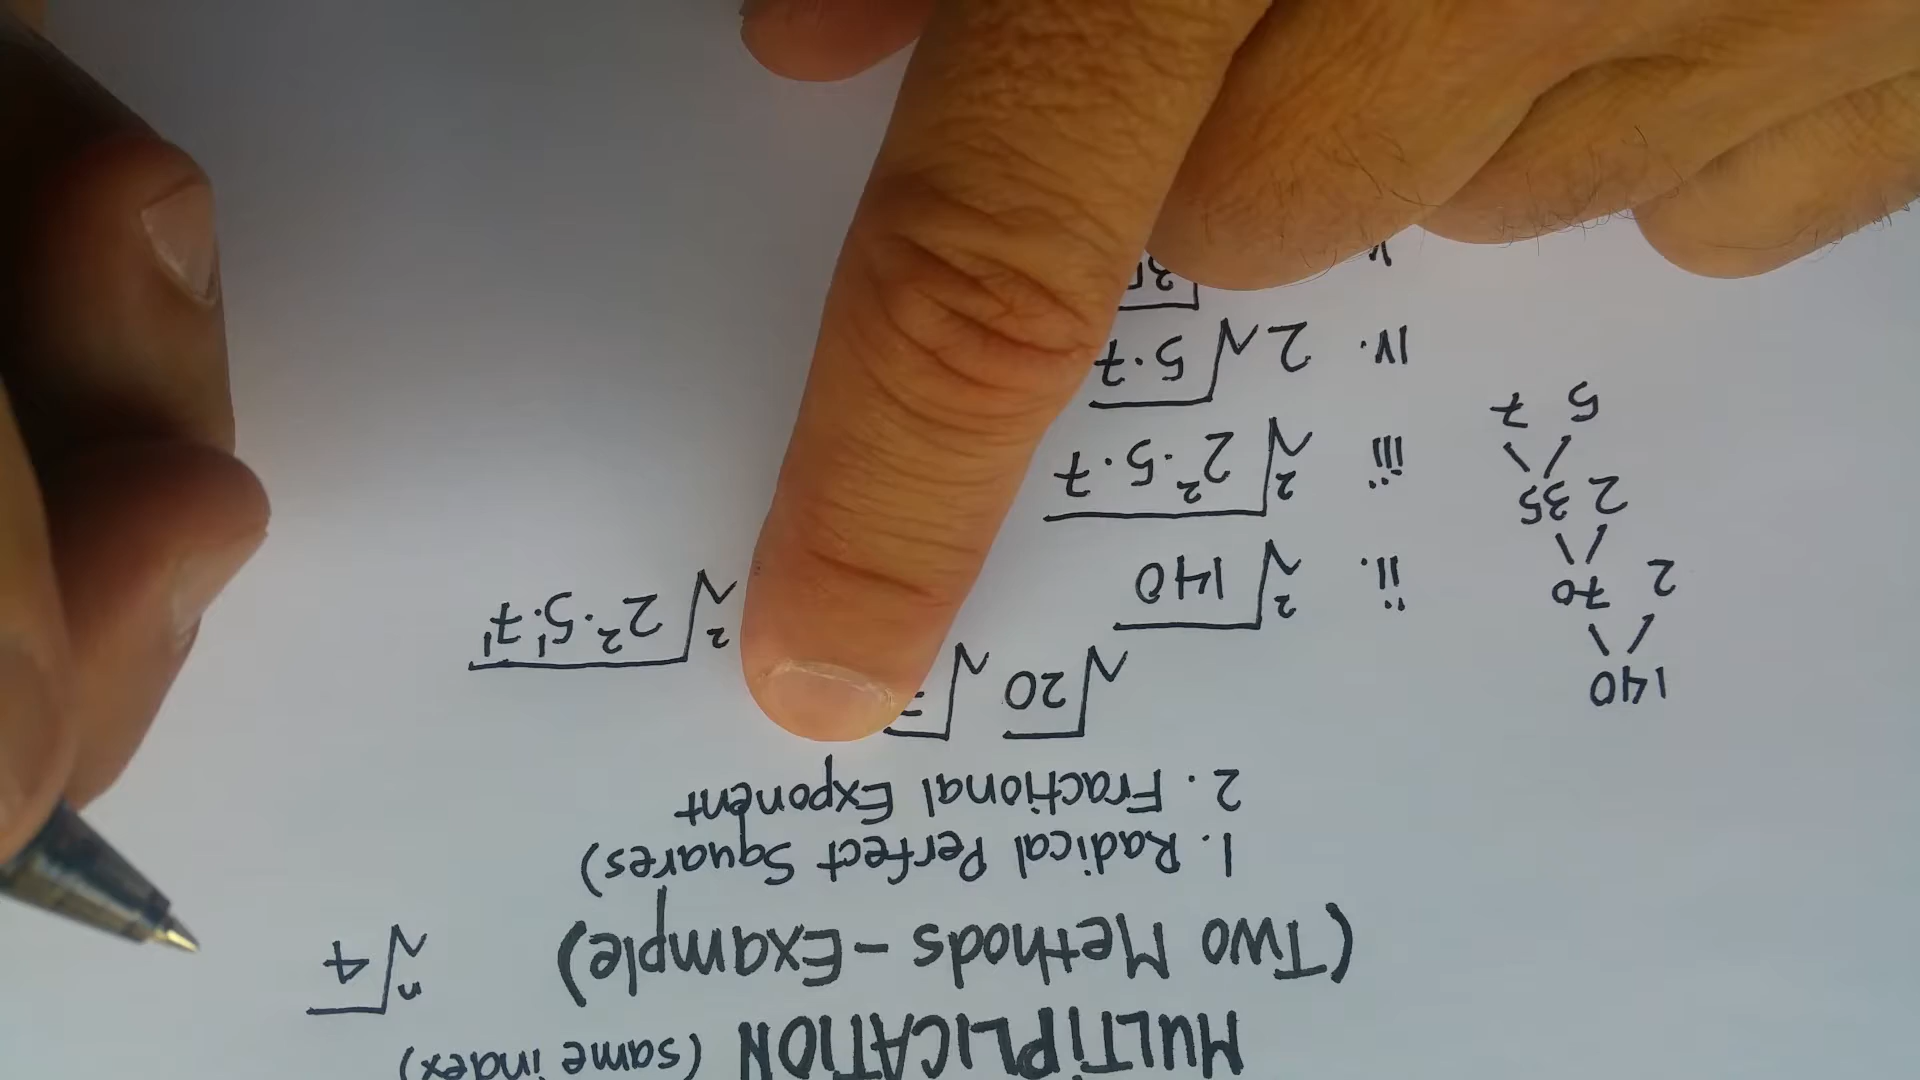 MULTIPLICATION (same index)
(Two Methods - Example)
ⁿ√4
1. Radical Perfect Squares)
2. Fractional Exponent
√20 √
140
2 70
2 35
5 7
ii. ²√140
iii. ²√2²·5·7
iv. 2√5·7
v
²√2²·5¹·7¹